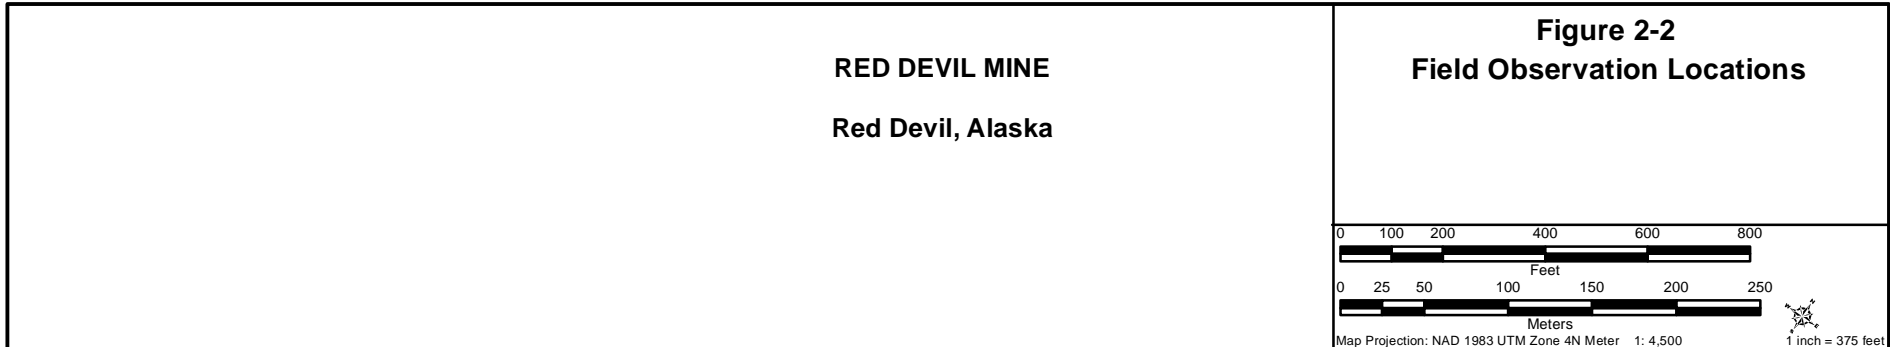 RED DEVIL MINE
Red Devil, Alaska
Figure 2-2
Field Observation Locations
0 100 200 400 600 800
Feet
0 25 50 100 150 200 250
Meters
Map Projection: NAD 1983 UTM Zone 4N Meter 1: 4,500
1 inch = 375 feet